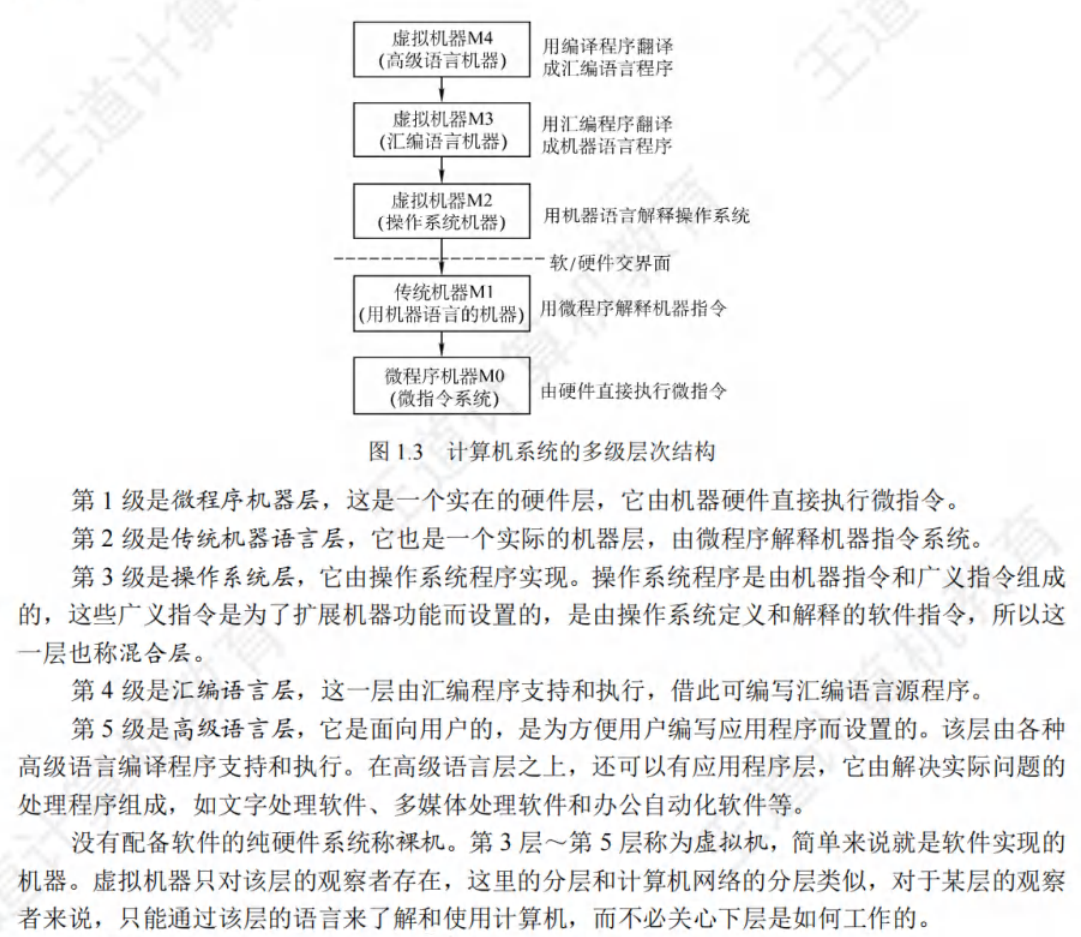 虚拟机器M4
(高级语言机器)
用编译程序翻译
成汇编语言程序
虚拟机器M3
(汇编语言机器)
用汇编程序翻译
成机器语言程序
虚拟机器M2
(操作系统机器)
用机器语言解释操作系统
软/硬件交界面
传统机器M1
(用机器语言的机器)
用微程序解释机器指令
微程序机器M0
(微指令系统)
由硬件直接执行微指令
图 1.3 计算机系统的多级层次结构
第 1 级是微程序机器层，这是一个实在的硬件层，它由机器硬件直接执行微指令。
第 2 级是传统机器语言层，它也是一个实际的机器层，由微程序解释机器指令系统。
第 3 级是操作系统层，它由操作系统程序实现。操作系统程序是由机器指令和广义指令组成
的，这些广义指令是为了扩展机器功能而设置的，是由操作系统定义和解释的软件指令，所以这
一层也称混合层。
第 4 级是汇编语言层，这一层由汇编程序支持和执行，借此可编写汇编语言源程序。
第 5 级是高级语言层，它是面向用户的，是为方便用户编写应用程序而设置的。该层由各种
高级语言编译程序支持和执行。在高级语言层之上，还可以有应用程序层，它由解决实际问题的
处理程序组成，如文字处理软件、多媒体处理软件和办公自动化软件等。
没有配备软件的纯硬件系统称裸机。第 3 层～第 5 层称为虚拟机，简单来说就是软件实现的
机器。虚拟机器只对该层的观察者存在，这里的分层和计算机网络的分层类似，对于某层的观察
者来说，只能通过该层的语言来了解和使用计算机，而不必关心下层是如何工作的。
王道计算
王道
王道计算机教育
王道计算机教育
道计算机教育